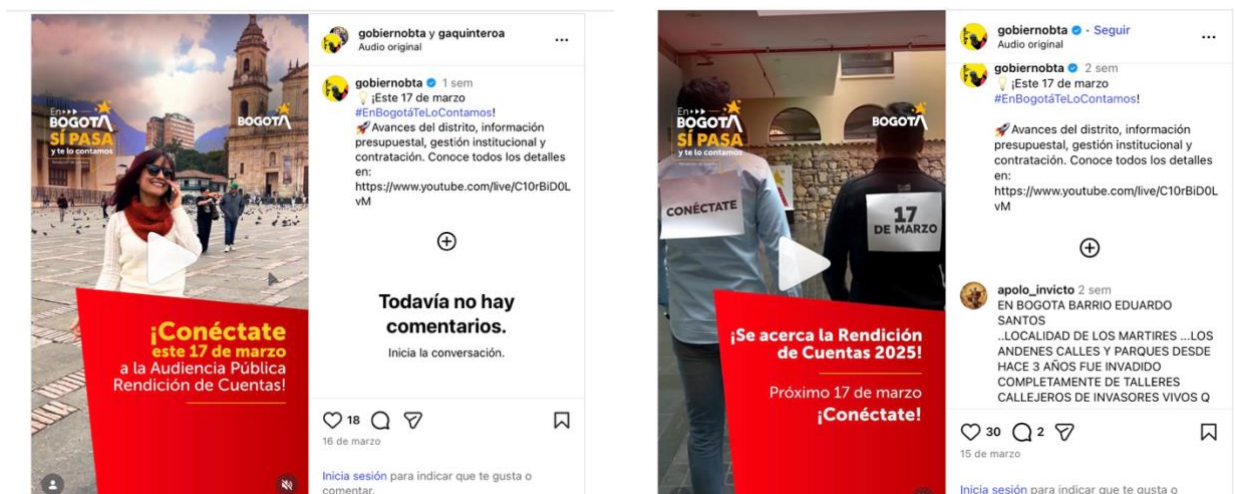 En
BOGOTÁ
SÍ PASA
y te lo contamos
BOGOTÁ
¡Conéctate
este 17 de marzo
a la Audiencia Pública
Rendición de Cuentas!
gobiernobta y gaquinteroa
Audio original
gobiernobta 1 sem
¡Este 17 de marzo
#EnBogotáTeLoContamos!
Avances del distrito, información
presupuestal, gestión institucional y
contratación. Conoce todos los detalles
en:
https://www.youtube.com/live/C10rBiD0L
vM
Todavía no hay
comentarios.
Inicia la conversación.
18
16 de marzo
Inicia sesión para indicar que te gusta o
comentar.
En
BOGOTÁ
SÍ PASA
y te lo contamos
BOGOTÁ
CONÉCTATE
17
DE MARZO
¡Se acerca la Rendición
de Cuentas 2025!
Próximo 17 de marzo
¡Conéctate!
gobiernobta · Seguir
Audio original
gobiernobta 2 sem
¡Este 17 de marzo
#EnBogotáTeLoContamos!
Avances del distrito, información
presupuestal, gestión institucional y
contratación. Conoce todos los detalles
en:
https://www.youtube.com/live/C10rBiD0L
vM
apolo_invicto 2 sem
EN BOGOTA BARRIO EDUARDO
SANTOS
..LOCALIDAD DE LOS MARTIRES ...LOS
ANDENES CALLES Y PARQUES DESDE
HACE 3 AÑOS FUE INVADIDO
COMPLETAMENTE DE TALLERES
CALLEJEROS DE INVASORES VIVOS Q
30 2
15 de marzo
Inicia sesión para indicar que te gusta o